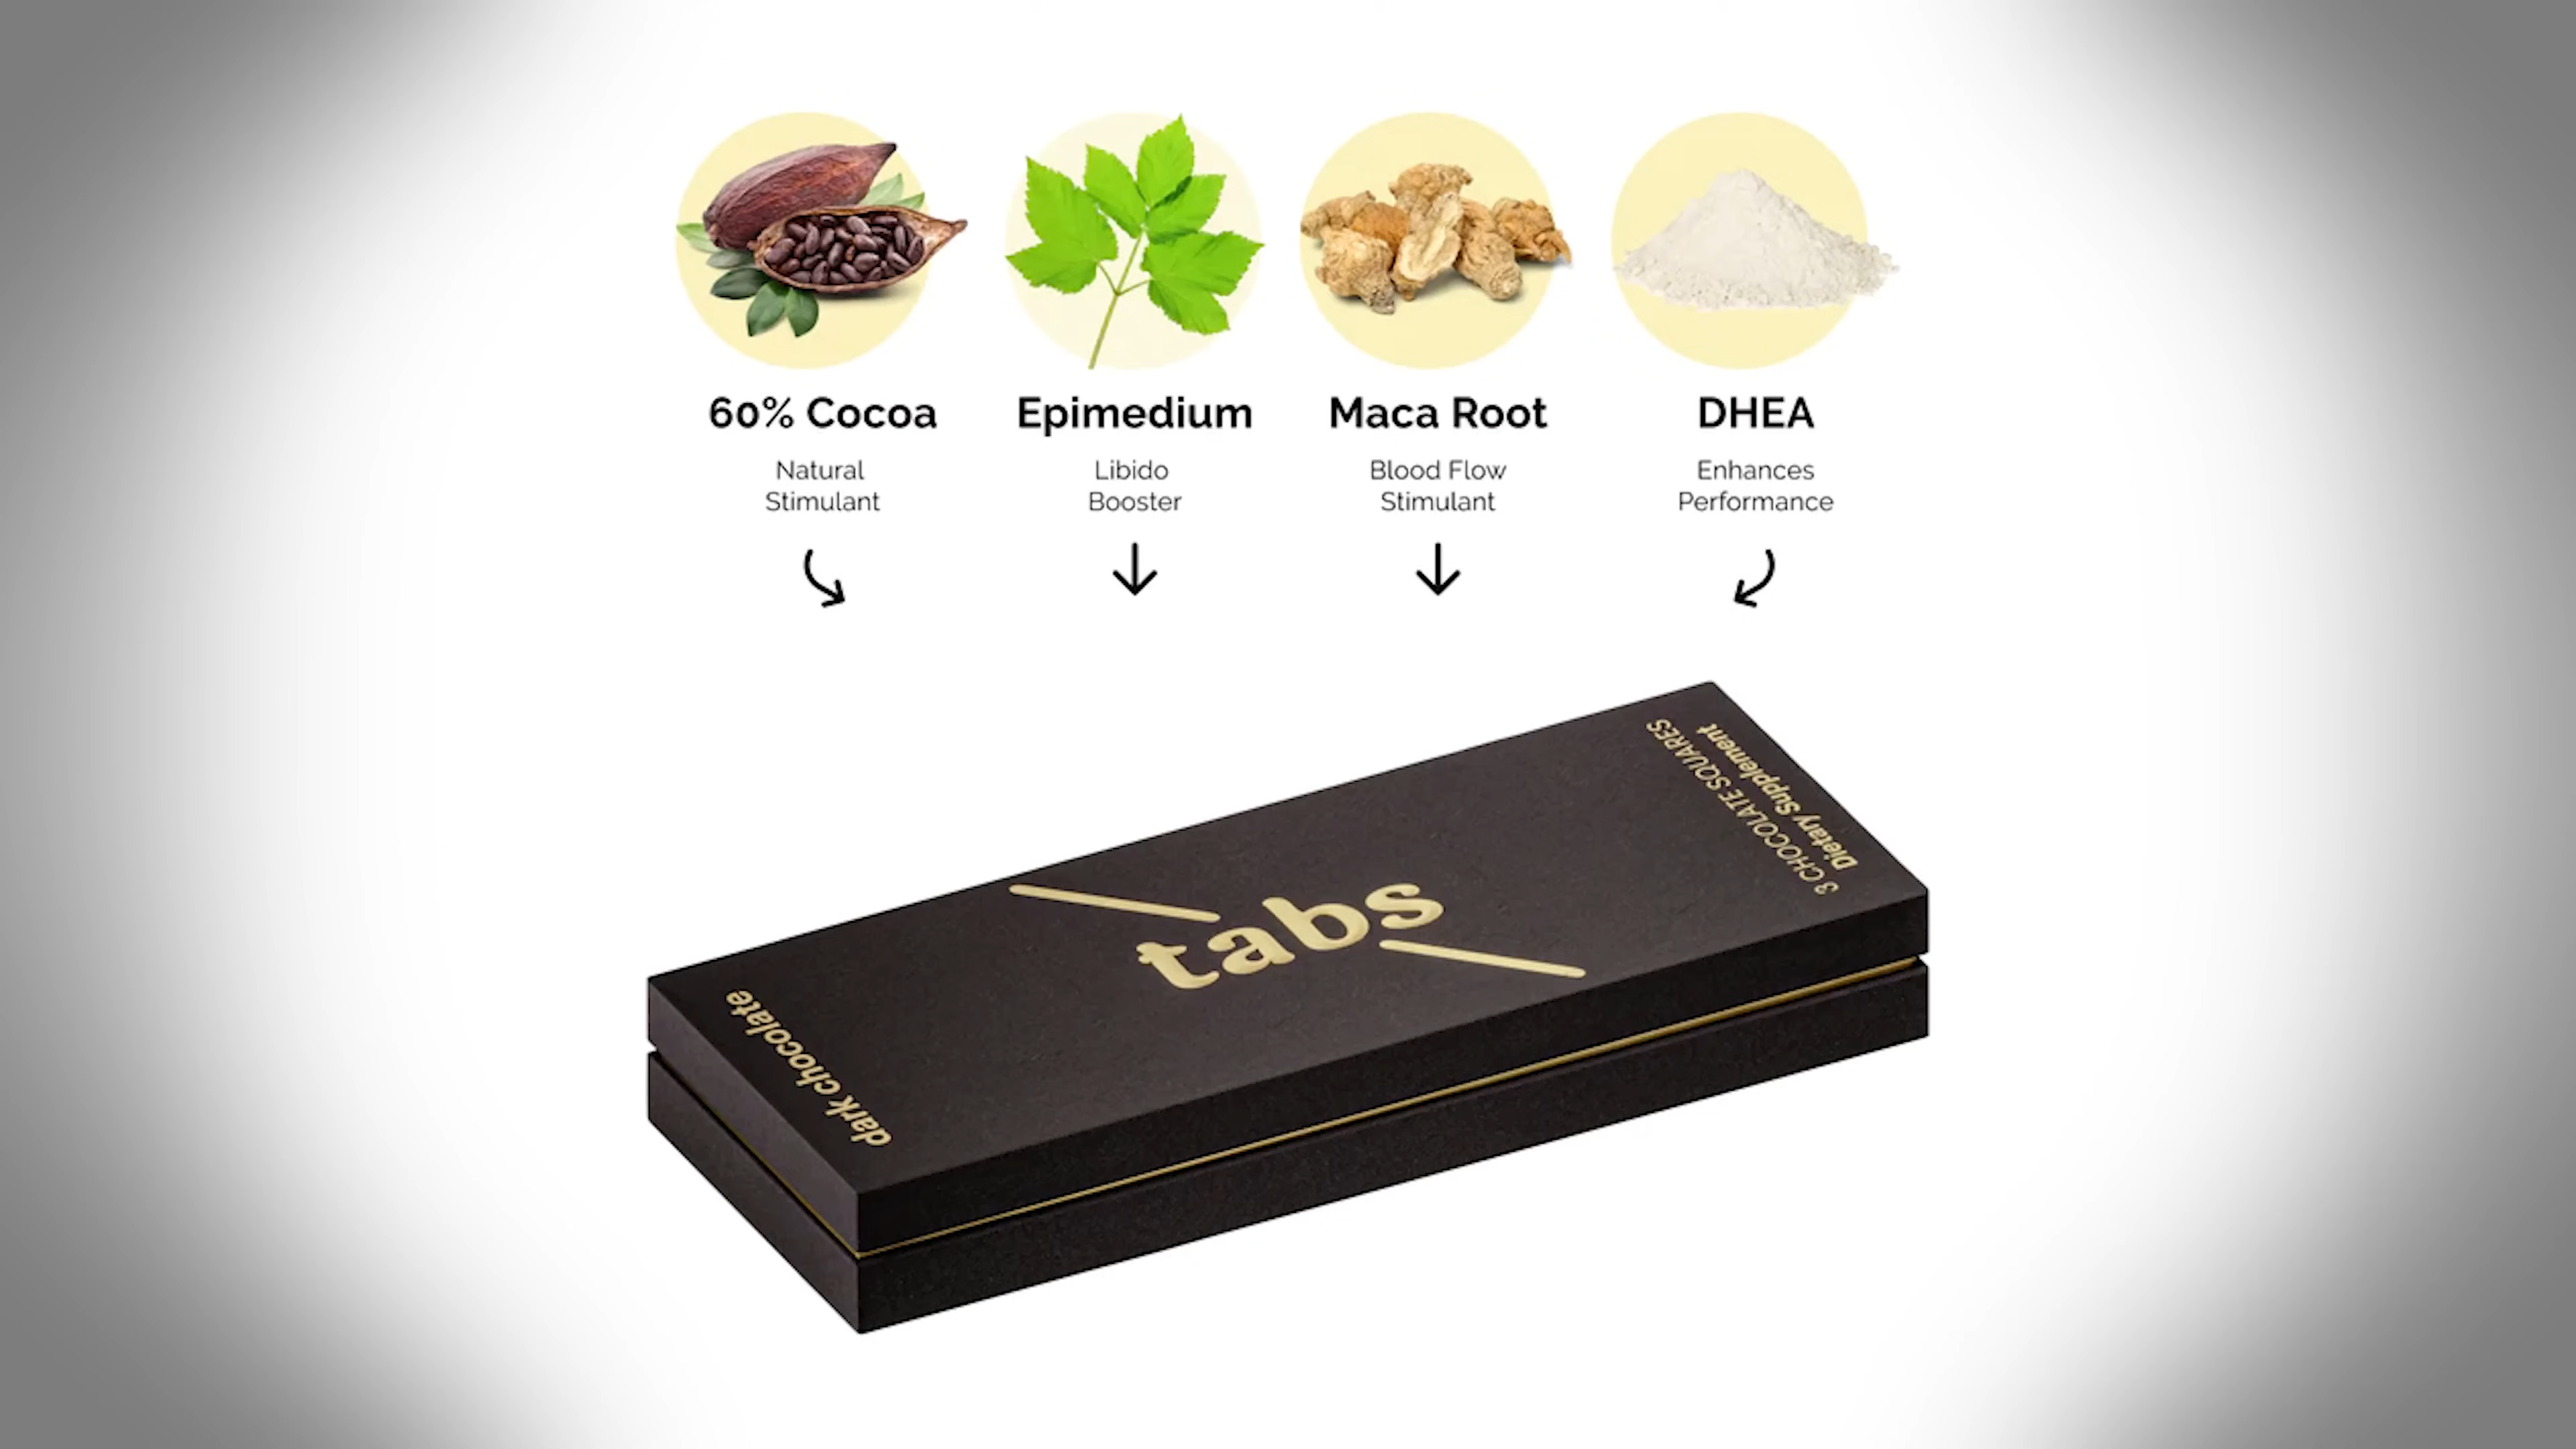 60% Cocoa
Natural
Stimulant
Epimedium
Libido
Booster
Maca Root
Blood Flow
Stimulant
DHEA
Enhances
Performance
tabs
dark chocolate
3 CHOCOLATE SQUARES
Dietary Supplement